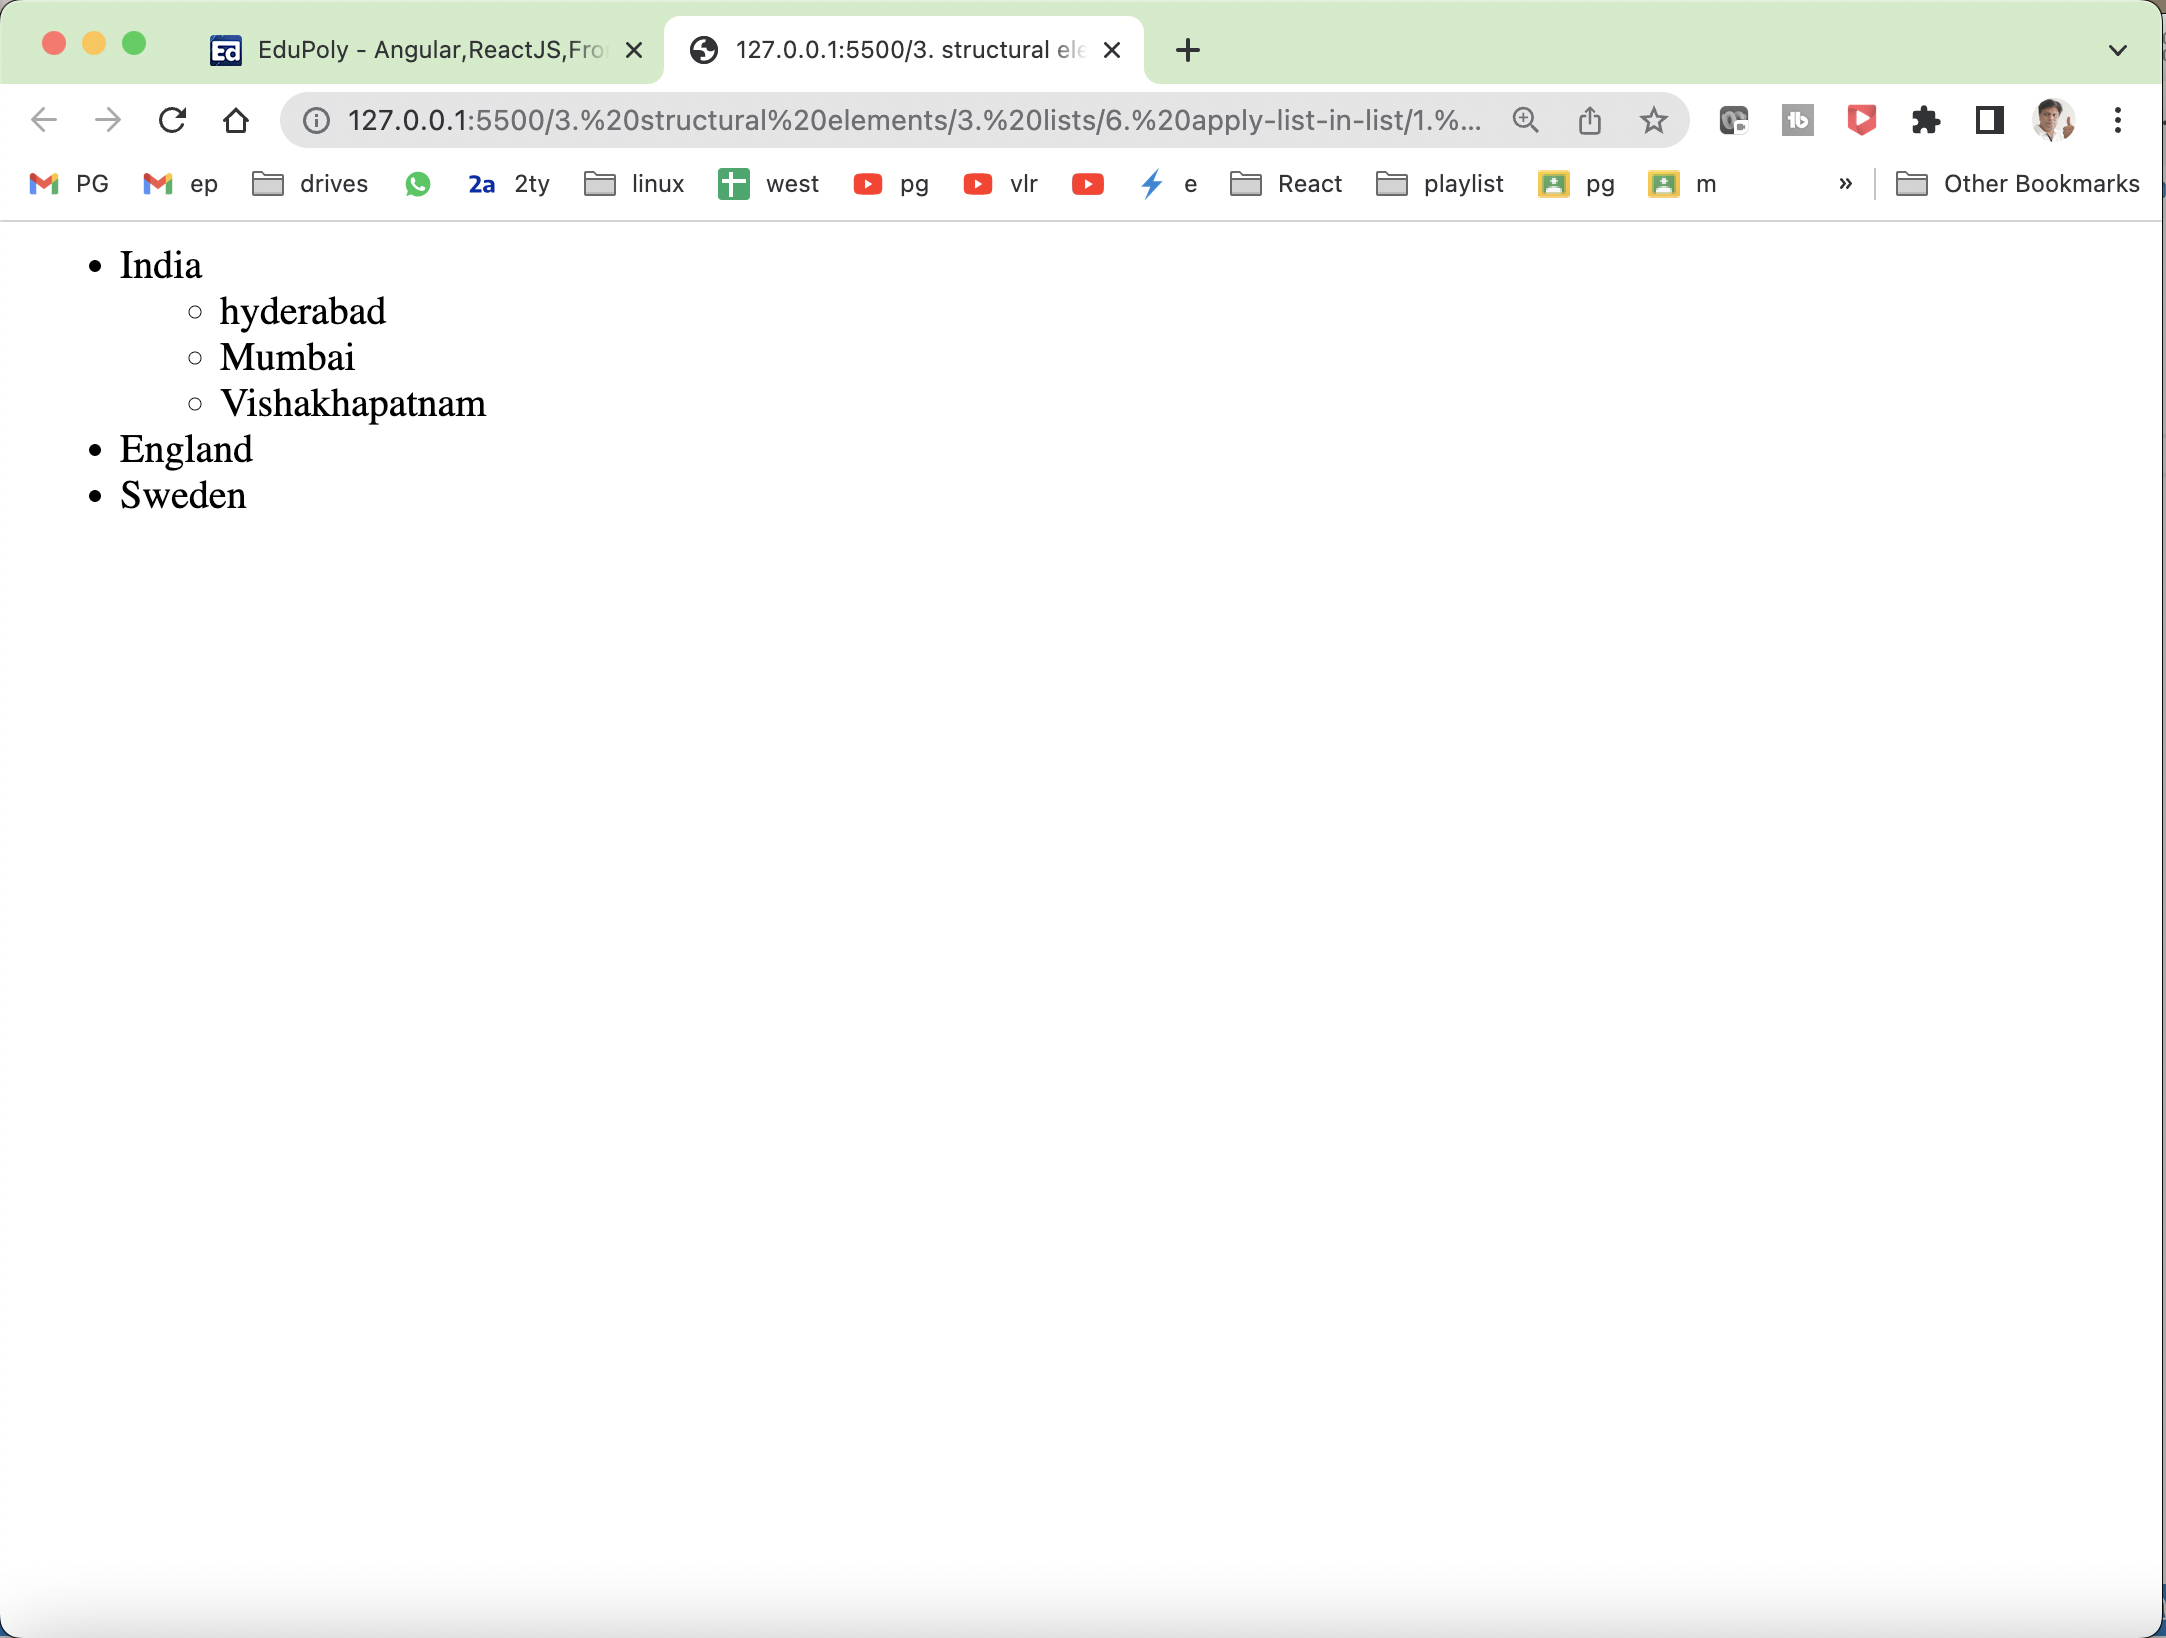 Ed EduPoly - Angular,ReactJS,Fro
127.0.0.1:5500/3. structural ele
127.0.0.1:5500/3.%20structural%20elements/3.%20lists/6.%20apply-list-in-list/1.%...
PG ep drives 2a 2ty linux west pg vlr e React playlist pg m » Other Bookmarks
India
hyderabad
Mumbai
Vishakhapatnam
England
Sweden